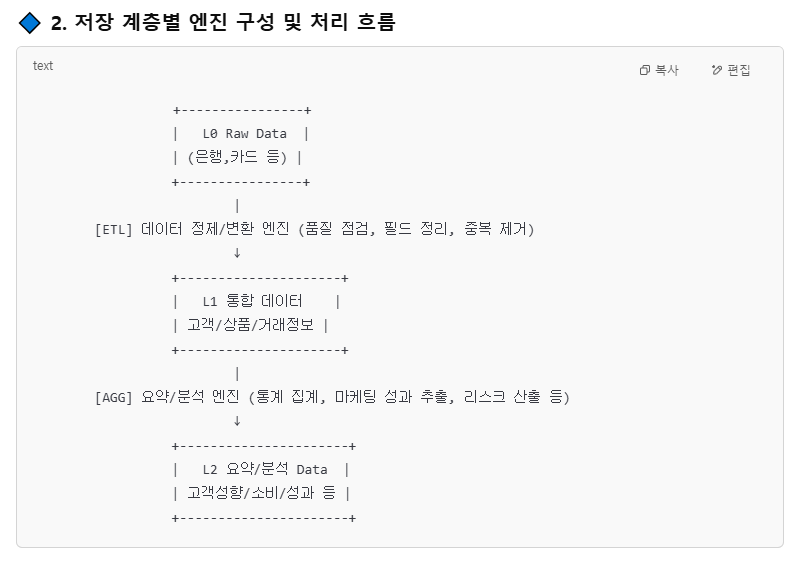 🔷 2. 저장 계층별 엔진 구성 및 처리 흐름
text
복사 편집
+----------------+
|   L0 Raw Data  |
| (은행,카드 등) |
+----------------+
|
[ETL] 데이터 정제/변환 엔진 (품질 점검, 필드 정리, 중복 제거)
↓
+---------------------+
|   L1 통합 데이터    |
| 고객/상품/거래정보 |
+---------------------+
|
[AGG] 요약/분석 엔진 (통계 집계, 마케팅 성과 추출, 리스크 산출 등)
↓
+----------------------+
|   L2 요약/분석 Data  |
| 고객성향/소비/성과 등 |
+----------------------+